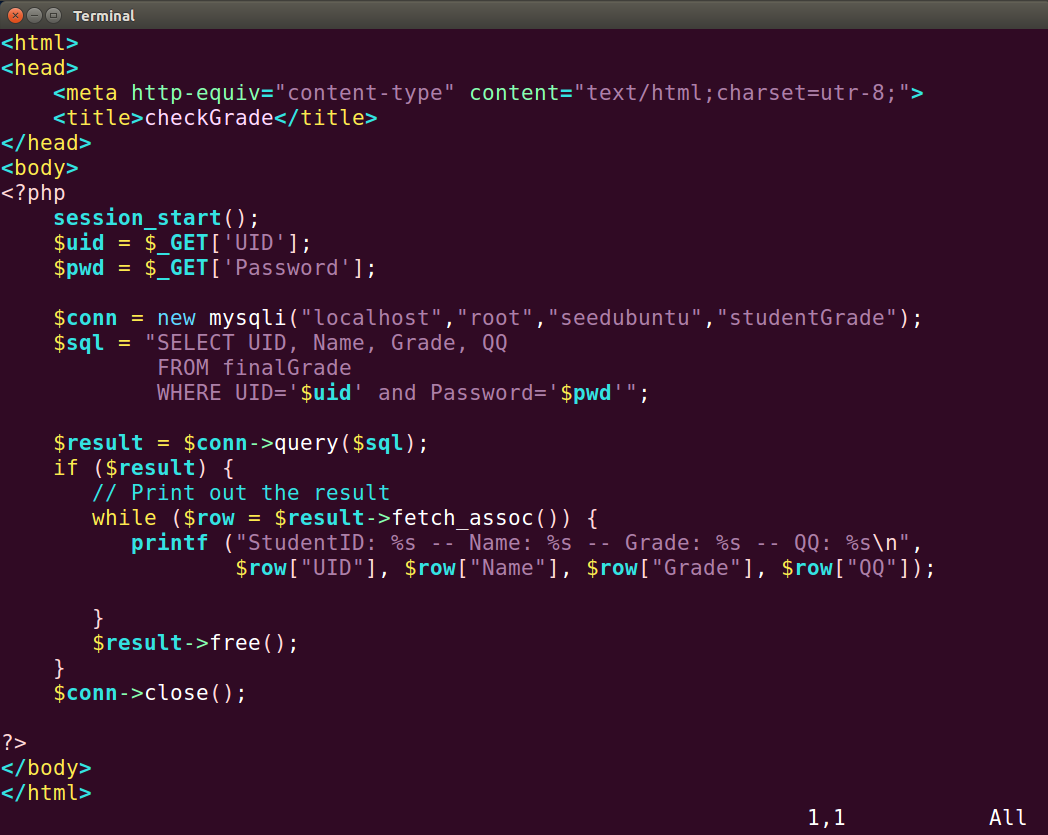 Terminal
<html>
<head>
    <meta http-equiv="content-type" content="text/html;charset=utr-8;">
    <title>checkGrade</title>
</head>
<body>
<?php
    session_start();
    $uid = $_GET['UID'];
    $pwd = $_GET['Password'];
    $conn = new mysqli("localhost","root","seedubuntu","studentGrade");
    $sql = "SELECT UID, Name, Grade, QQ
            FROM finalGrade
            WHERE UID='$uid' and Password='$pwd'";
    $result = $conn->query($sql);
    if ($result) {
       // Print out the result
       while ($row = $result->fetch_assoc()) {
          printf ("StudentID: %s -- Name: %s -- Grade: %s -- QQ: %s\n",
                  $row["UID"], $row["Name"], $row["Grade"], $row["QQ"]);
       }
       $result->free();
    }
    $conn->close();
?>
</body>
</html>
1,1 All